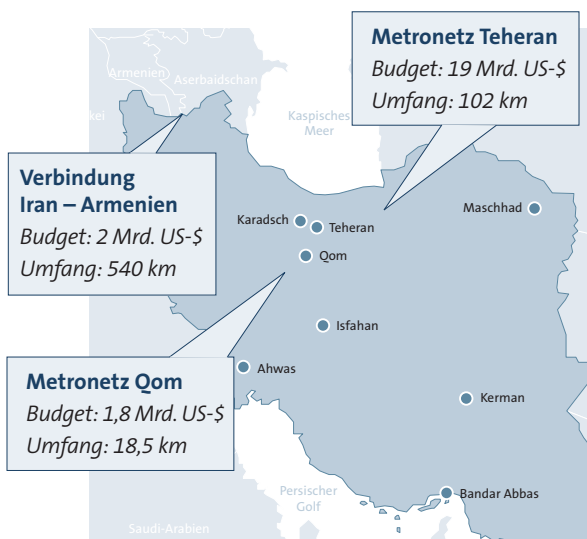 Metronetz Teheran
Budget: 19 Mrd. US-$
Umfang: 102 km
Armenien
Aserbaidschan
kei
Kaspisches
Meer
Verbindung
Iran – Armenien
Budget: 2 Mrd. US-$
Umfang: 540 km
Karadsch
Teheran
Maschhad
Qom
Isfahan
Metronetz Qom
Budget: 1,8 Mrd. US-$
Umfang: 18,5 km
Ahwas
Kerman
Persischer
Golf
Bandar Abbas
Saudi-Arabien